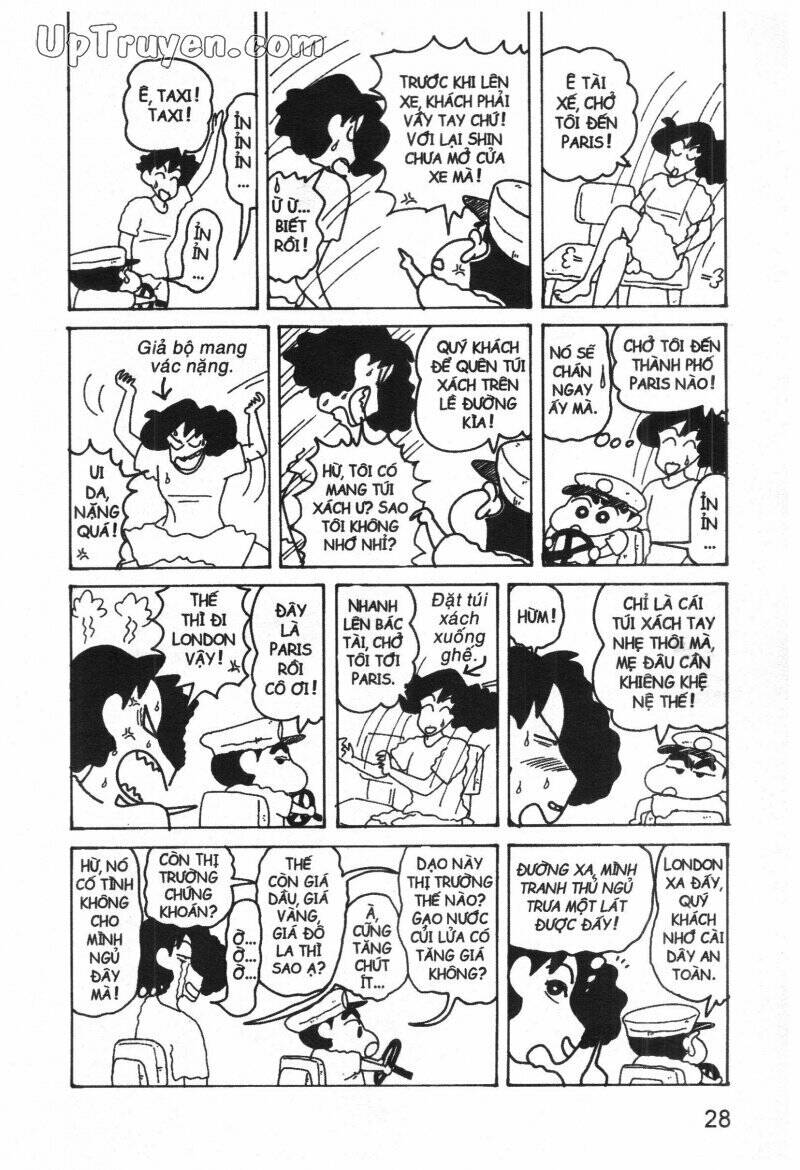 UpTruyen.com
Ê TÀI
XẾ, CHỞ
TÔI ĐẾN
PARIS!
TRƯỚC KHI LÊN
XE, KHÁCH PHẢI
VẪY TAY CHỨ!
VỚI LẠI SHIN
CHƯA MỞ CỬA
XE MÀ!
Ừ Ừ...
BIẾT
RỒI!
Ê, TAXI!
TAXI!
ỈN
ỈN
ỈN
...
ỈN
ỈN
...
CHỞ TÔI ĐẾN
THÀNH PHỐ
PARIS NÀO!
NÓ SẼ
CHÁN
NGAY
ẤY MÀ.
ỈN
ỈN
...
QUÝ KHÁCH
ĐỂ QUÊN TÚI
XÁCH TRÊN
LỀ ĐƯỜNG
KÌA!
HỪ, TÔI CÓ
MANG TÚI
XÁCH Ư? SAO
TÔI KHÔNG
NHỚ NHỈ?
Giả bộ mang
vác nặng.
UI
DA,
NẶNG
QUÁ!
CHỈ LÀ CÁI
TÚI XÁCH TAY
NHẸ THÔI MÀ,
MẸ ĐÂU CẦN
KHIÊNG KHỆ
NỆ THẾ!
HỪM!
Đặt túi
xách
xuống
ghế.
NHANH
LÊN BÁC
TÀI, CHỞ
TÔI TỚI
PARIS.
ĐÂY
LÀ
PARIS
RỒI
CÔ ƠI!
THẾ
THÌ ĐI
LONDON
VẬY!
LONDON
XA ĐẤY,
QUÝ
KHÁCH
NHỚ CÀI
DÂY AN
TOÀN.
ĐƯỜNG XA, MÌNH
TRANH THỦ NGỦ
TRƯA MỘT LÁT
ĐƯỢC ĐẤY!
DẠO NÀY
THỊ TRƯỜNG
THẾ NÀO?
GẠO NƯỚC
CỦI LỬA CÓ
TĂNG GIÁ
KHÔNG?
À,
CŨNG
TĂNG
CHÚT
ÍT...
THẾ
CÒN GIÁ
DẦU, GIÁ
VÀNG,
GIÁ ĐÔ
LA THÌ
SAO Ạ?
Ờ...
Ờ...
Ờ...
CÒN THỊ
TRƯỜNG
CHỨNG
KHOÁN?
HỪ, NÓ
CỐ TÌNH
KHÔNG
CHO
MÌNH
NGỦ
ĐÂY
MÀ!
28